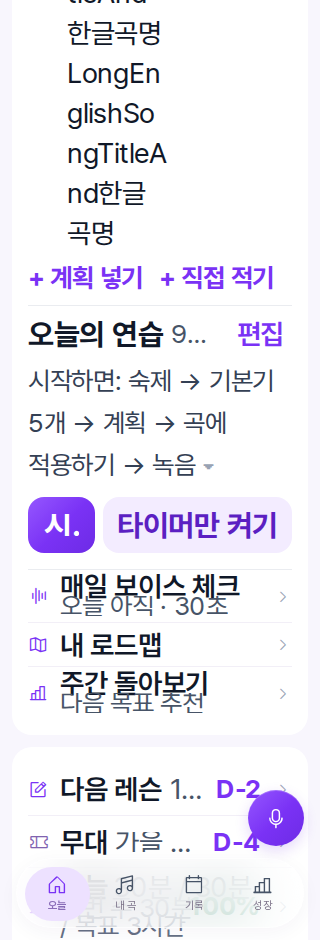 한글곡명
LongEn
glishSo
ngTitleA
nd한글
곡명
+ 계획 넣기 + 직접 적기
오늘의 연습 9... 편집
시작하면: 숙제 → 기본기
5개 → 계획 → 곡에
적용하기 → 녹음
시. 타이머만 켜기
매일 보이스 체크
오늘 아직 · 30초
내 로드맵
주간 돌아보기
다음 목표 추천
다음 레슨 1... D-2
무대 가을 ... D-4
/ 목표 3시간
오늘 내 곡 기록 성장